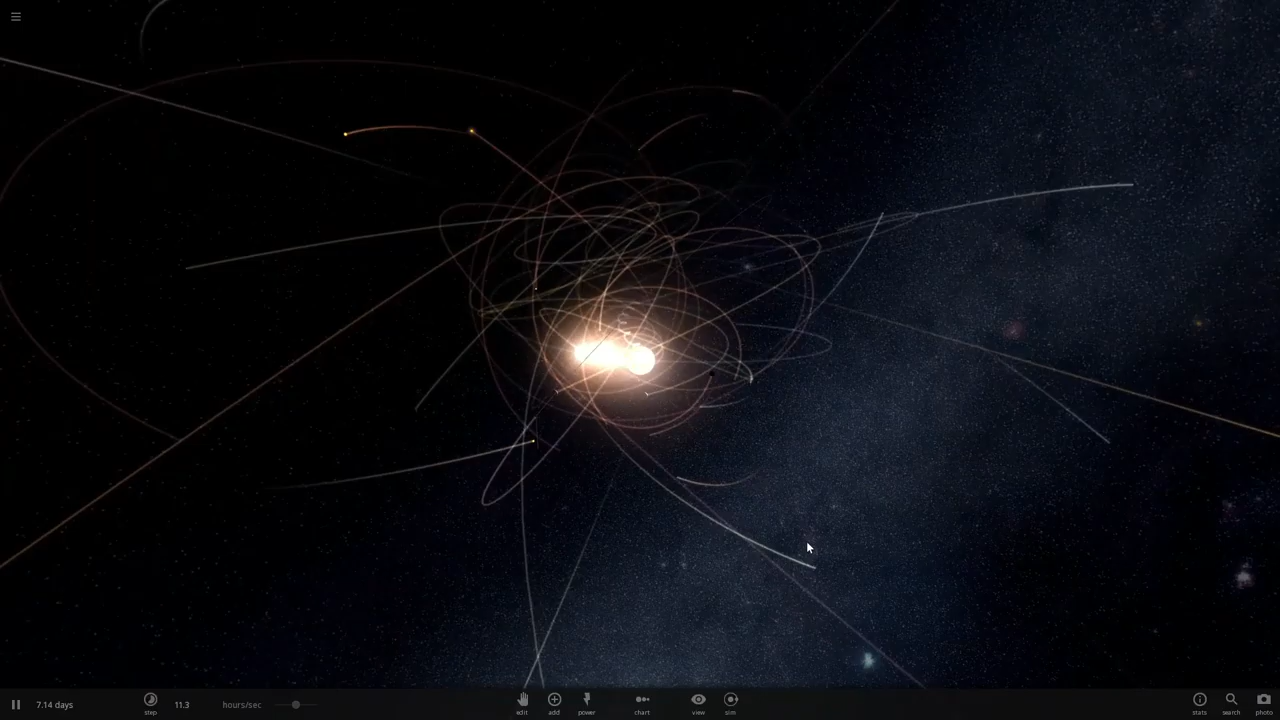 7.14 days
step
11.3 hours/sec
edit
add
power
chart
view
sim
stats
search
photo